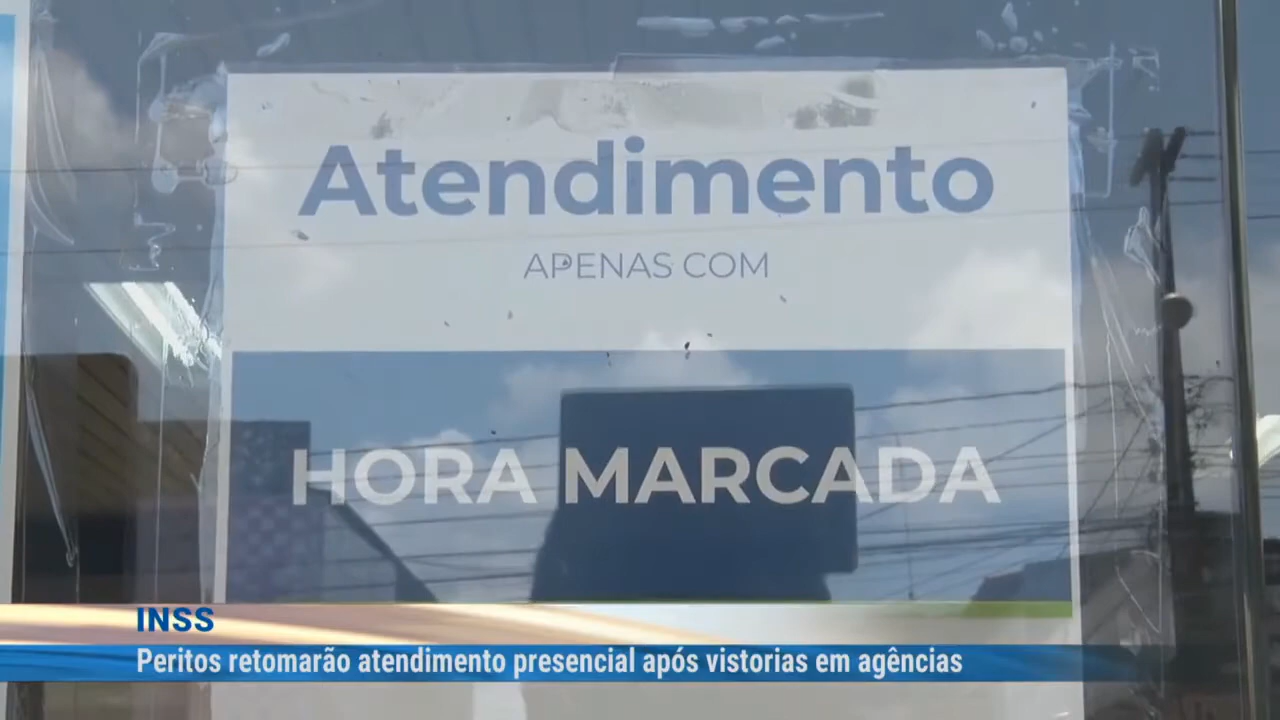 Atendimento
APENAS COM
HORA MARCADA
INSS
Peritos retomarão atendimento presencial após vistorias em agências